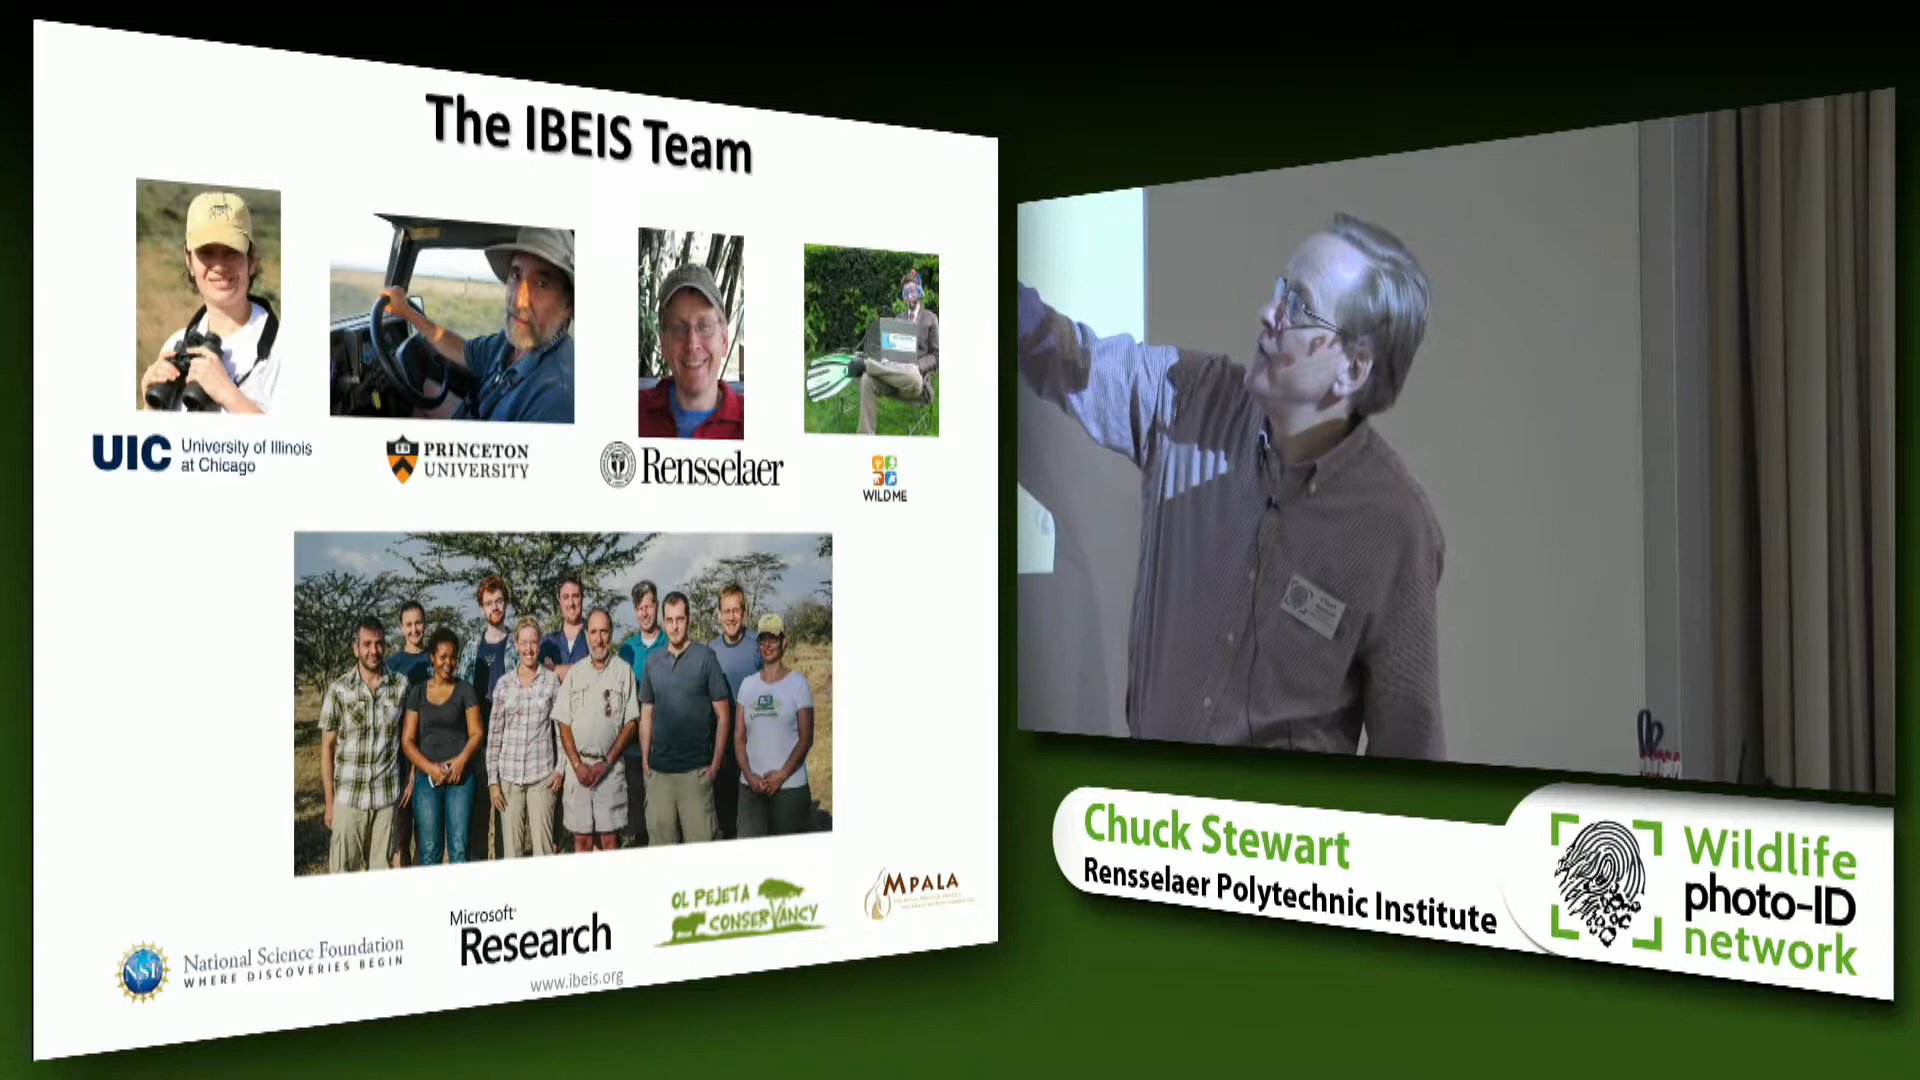 The IBEIS Team
UIC
University of Illinois
at Chicago
PRINCETON
UNIVERSITY
Rensselaer
WILD ME
NSF
National Science Foundation
WHERE DISCOVERIES BEGIN
Microsoft
Research
OL PEJETA
CONSERVANCY
MPALA
www.ibeis.org
Chuck Stewart
Rensselaer Polytechnic Institute
Wildlife
photo-ID
network